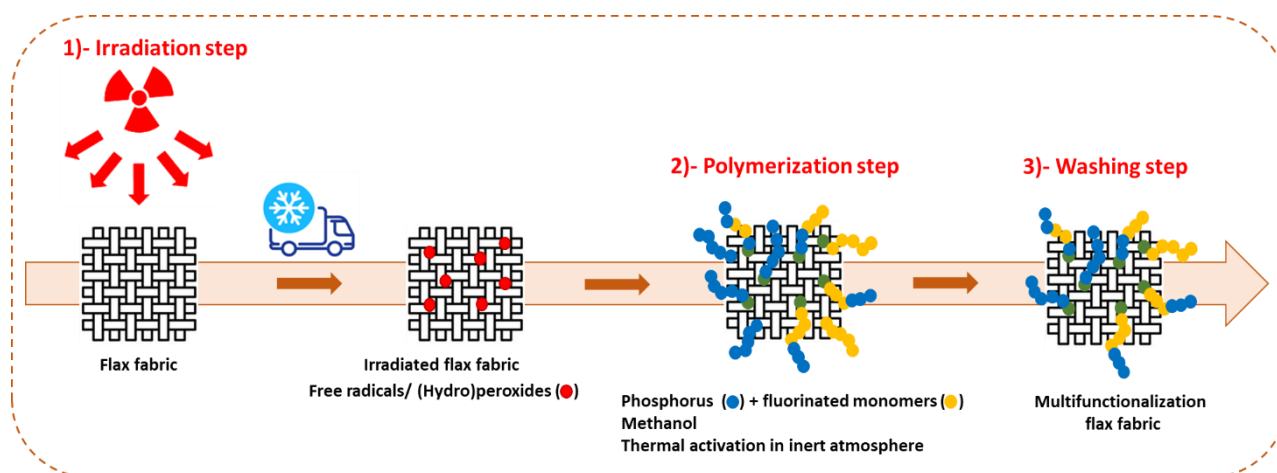 1)- Irradiation step
2)- Polymerization step
3)- Washing step
Flax fabric
Irradiated flax fabric
Free radicals/ (Hydro)peroxides ( )
Phosphorus ( ) + fluorinated monomers ( )
Methanol
Thermal activation in inert atmosphere
Multifunctionalization
flax fabric